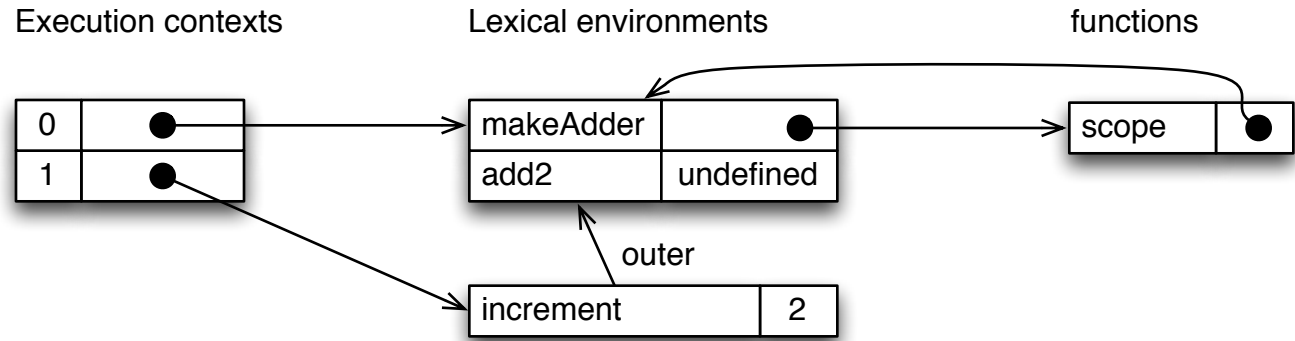 Execution contexts
Lexical environments
functions
0
makeAdder
scope
1
add2
undefined
outer
increment
2